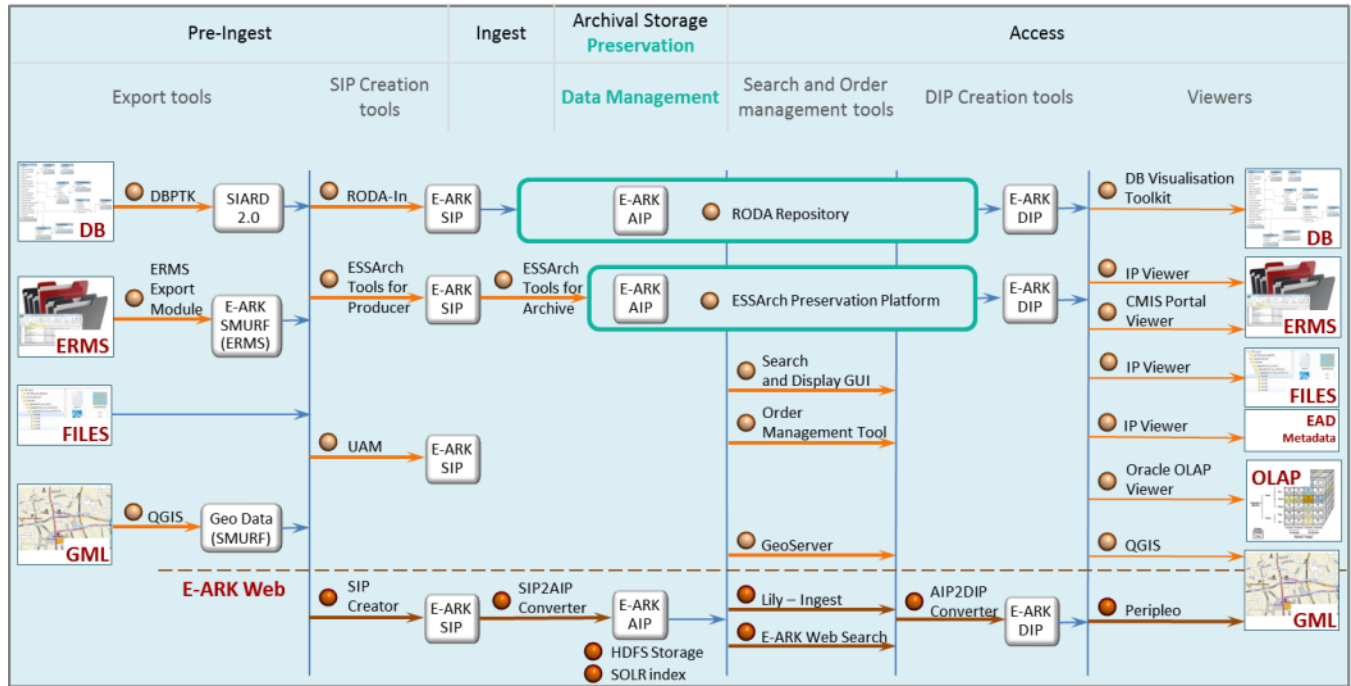 Pre-Ingest
Ingest
Archival Storage
Preservation
Access
Export tools
SIP Creation
tools
Data Management
Search and Order
management tools
DIP Creation tools
Viewers
DB
DBPTK
SIARD
2.0
RODA-In
E-ARK
SIP
E-ARK
AIP
RODA Repository
E-ARK
DIP
DB Visualisation
Toolkit
DB
ERMS
ERMS
Export
Module
E-ARK
SMURF
(ERMS)
ESSArch
Tools for
Producer
E-ARK
SIP
ESSArch
Tools for
Archive
E-ARK
AIP
ESSArch Preservation Platform
E-ARK
DIP
IP Viewer
CMIS Portal
Viewer
ERMS
FILES
Search
and Display GUI
IP Viewer
FILES
UAM
E-ARK
SIP
Order
Management Tool
IP Viewer
EAD
Metadata
Oracle OLAP
Viewer
OLAP
GML
QGIS
Geo Data
(SMURF)
GeoServer
QGIS
E-ARK Web
SIP
Creator
E-ARK
SIP
SIP2AIP
Converter
E-ARK
AIP
HDFS Storage
SOLR index
Lily – Ingest
E-ARK Web Search
AIP2DIP
Converter
E-ARK
DIP
Peripleo
GML